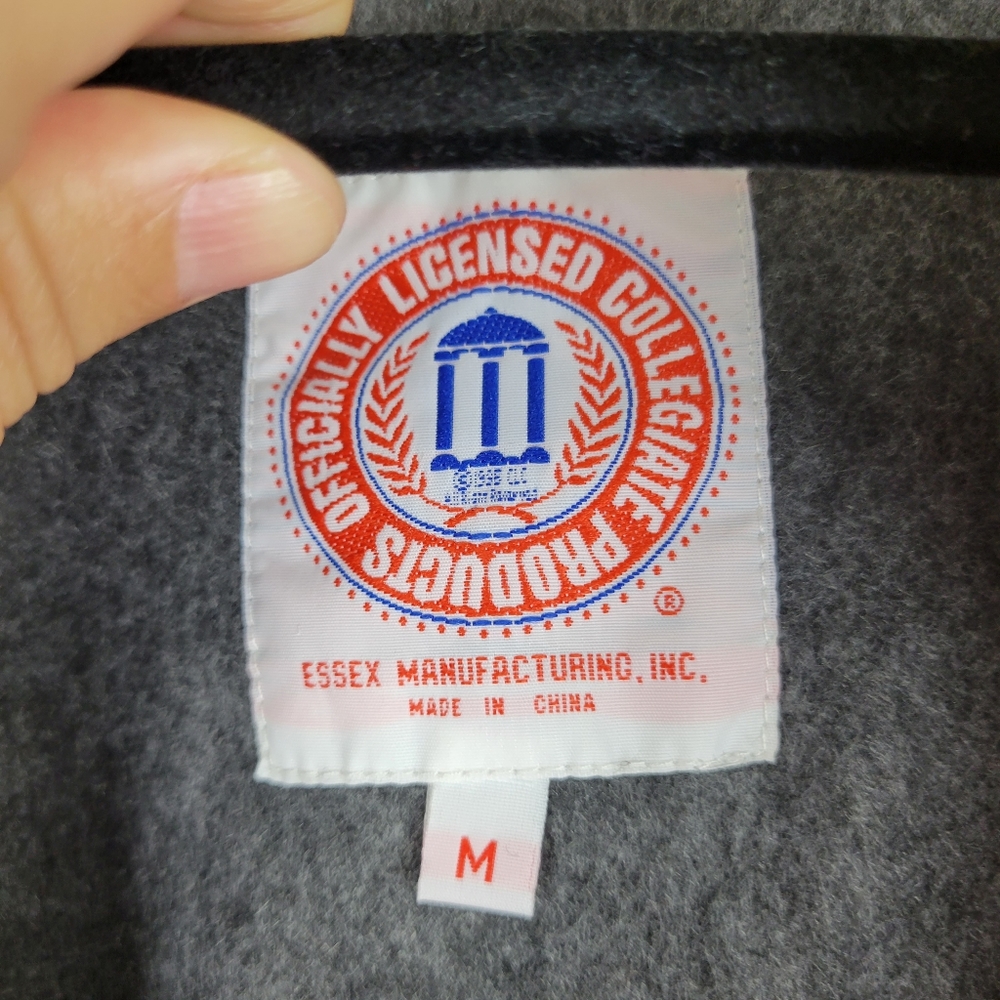 OFFICIALLY LICENSED COLLEGIATE PRODUCTS
®
ESSEX MANUFACTURING, INC.
MADE IN CHINA
M